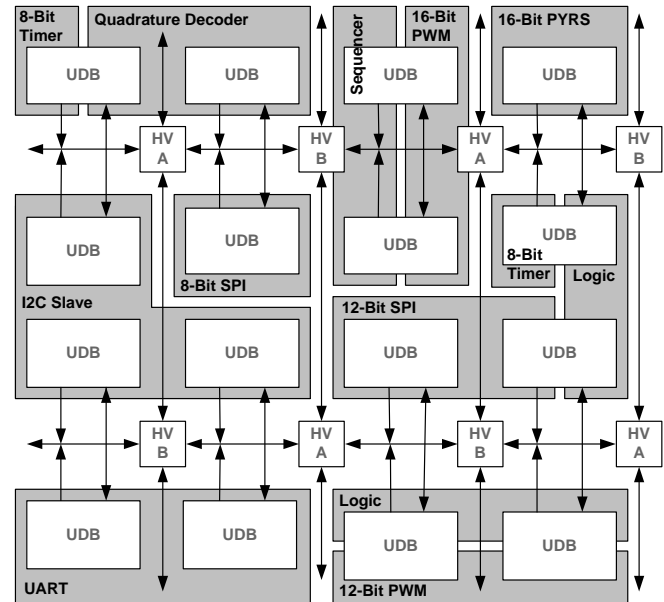 8-Bit
Timer
Quadrature Decoder
Sequencer
16-Bit
PWM
16-Bit PYRS
UDB
UDB
UDB
UDB
HV
A
HV
B
HV
A
HV
B
UDB
UDB
UDB
UDB
8-Bit SPI
8-Bit
Timer
Logic
I2C Slave
12-Bit SPI
UDB
UDB
UDB
UDB
HV
B
HV
A
HV
B
HV
A
Logic
UDB
UDB
UDB
UDB
UART
12-Bit PWM